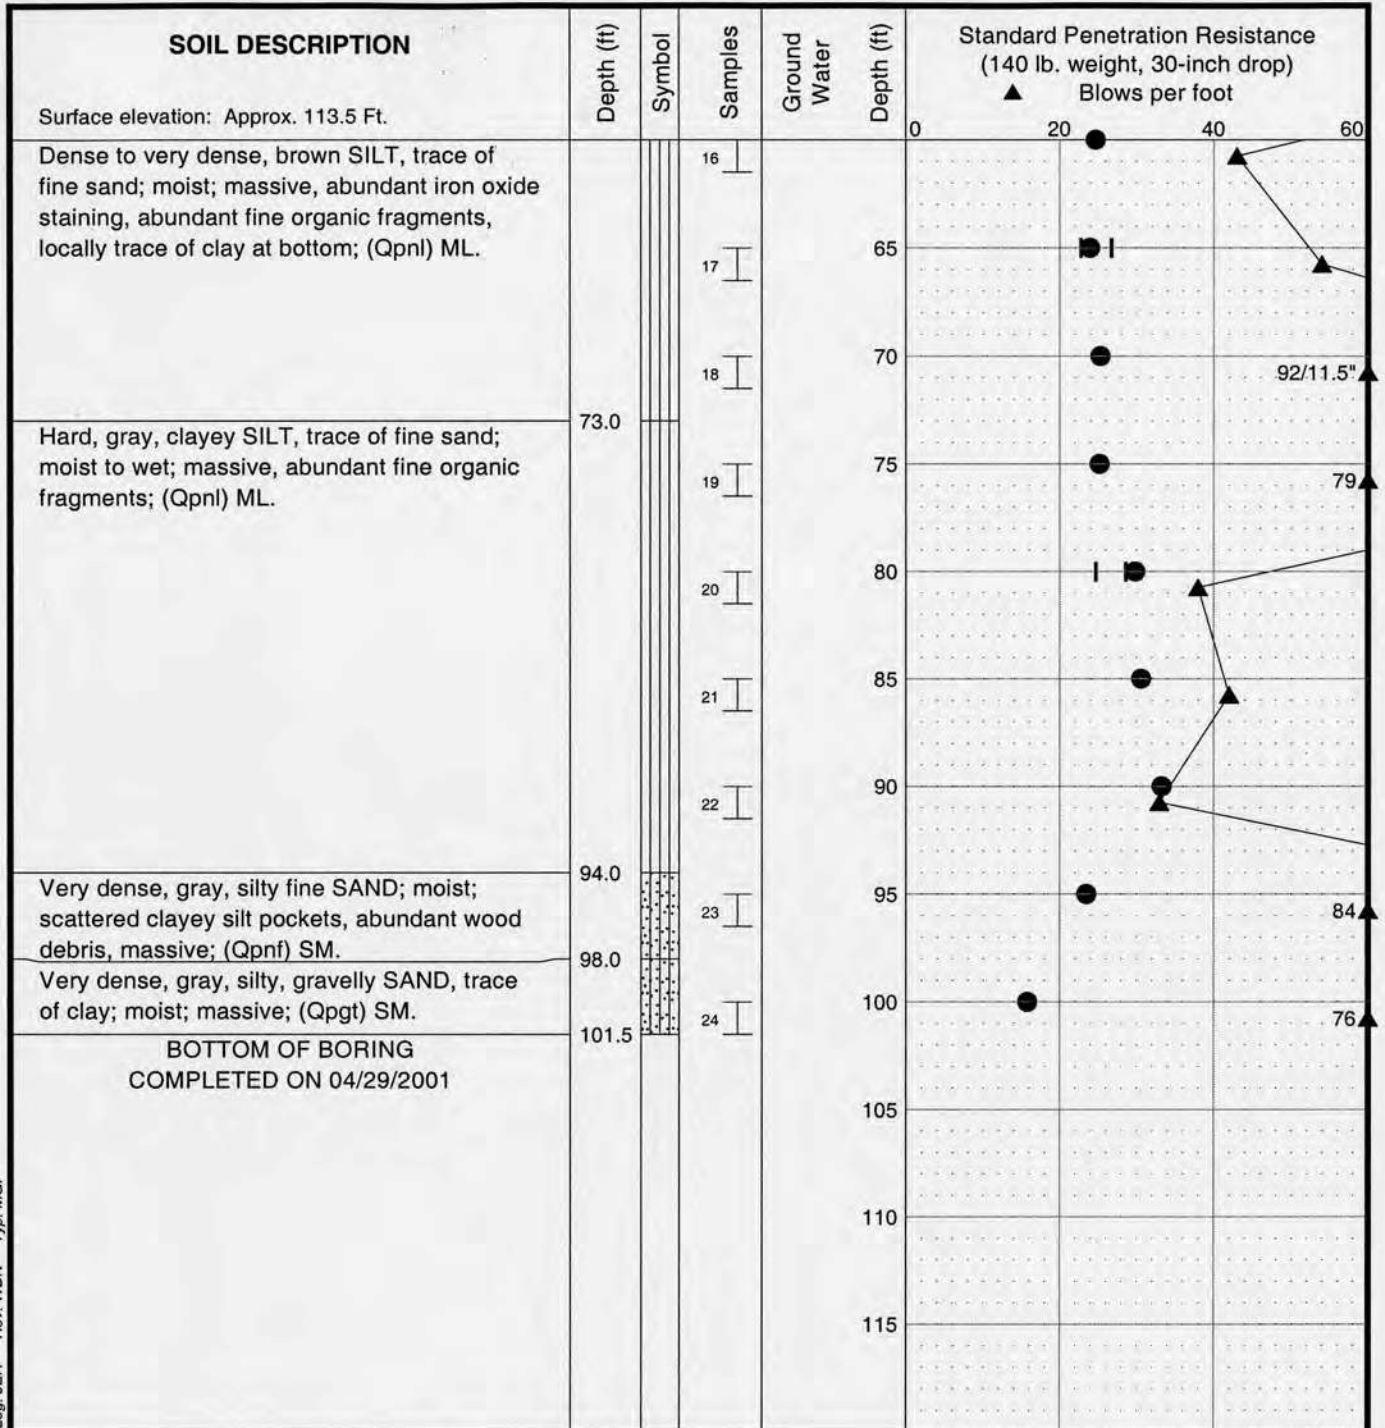 SOIL DESCRIPTION
Surface elevation: Approx. 113.5 Ft.
Depth (ft)
Symbol
Samples
Ground
Water
Depth (ft)
Standard Penetration Resistance
(140 lb. weight, 30-inch drop)
▲ Blows per foot
0 20 40 60
Dense to very dense, brown SILT, trace of
fine sand; moist; massive, abundant iron oxide
staining, abundant fine organic fragments,
locally trace of clay at bottom; (Qpnl) ML.
16
65
17
70
18
92/11.5"
73.0
Hard, gray, clayey SILT, trace of fine sand;
moist to wet; massive, abundant fine organic
fragments; (Qpnl) ML.
75
19
79
80
20
85
21
90
22
94.0
Very dense, gray, silty fine SAND; moist;
scattered clayey silt pockets, abundant wood
debris, massive; (Qpnf) SM.
95
23
84
98.0
Very dense, gray, silty, gravelly SAND, trace
of clay; moist; massive; (Qpgt) SM.
100
24
76
101.5
BOTTOM OF BORING
COMPLETED ON 04/29/2001
105
110
115